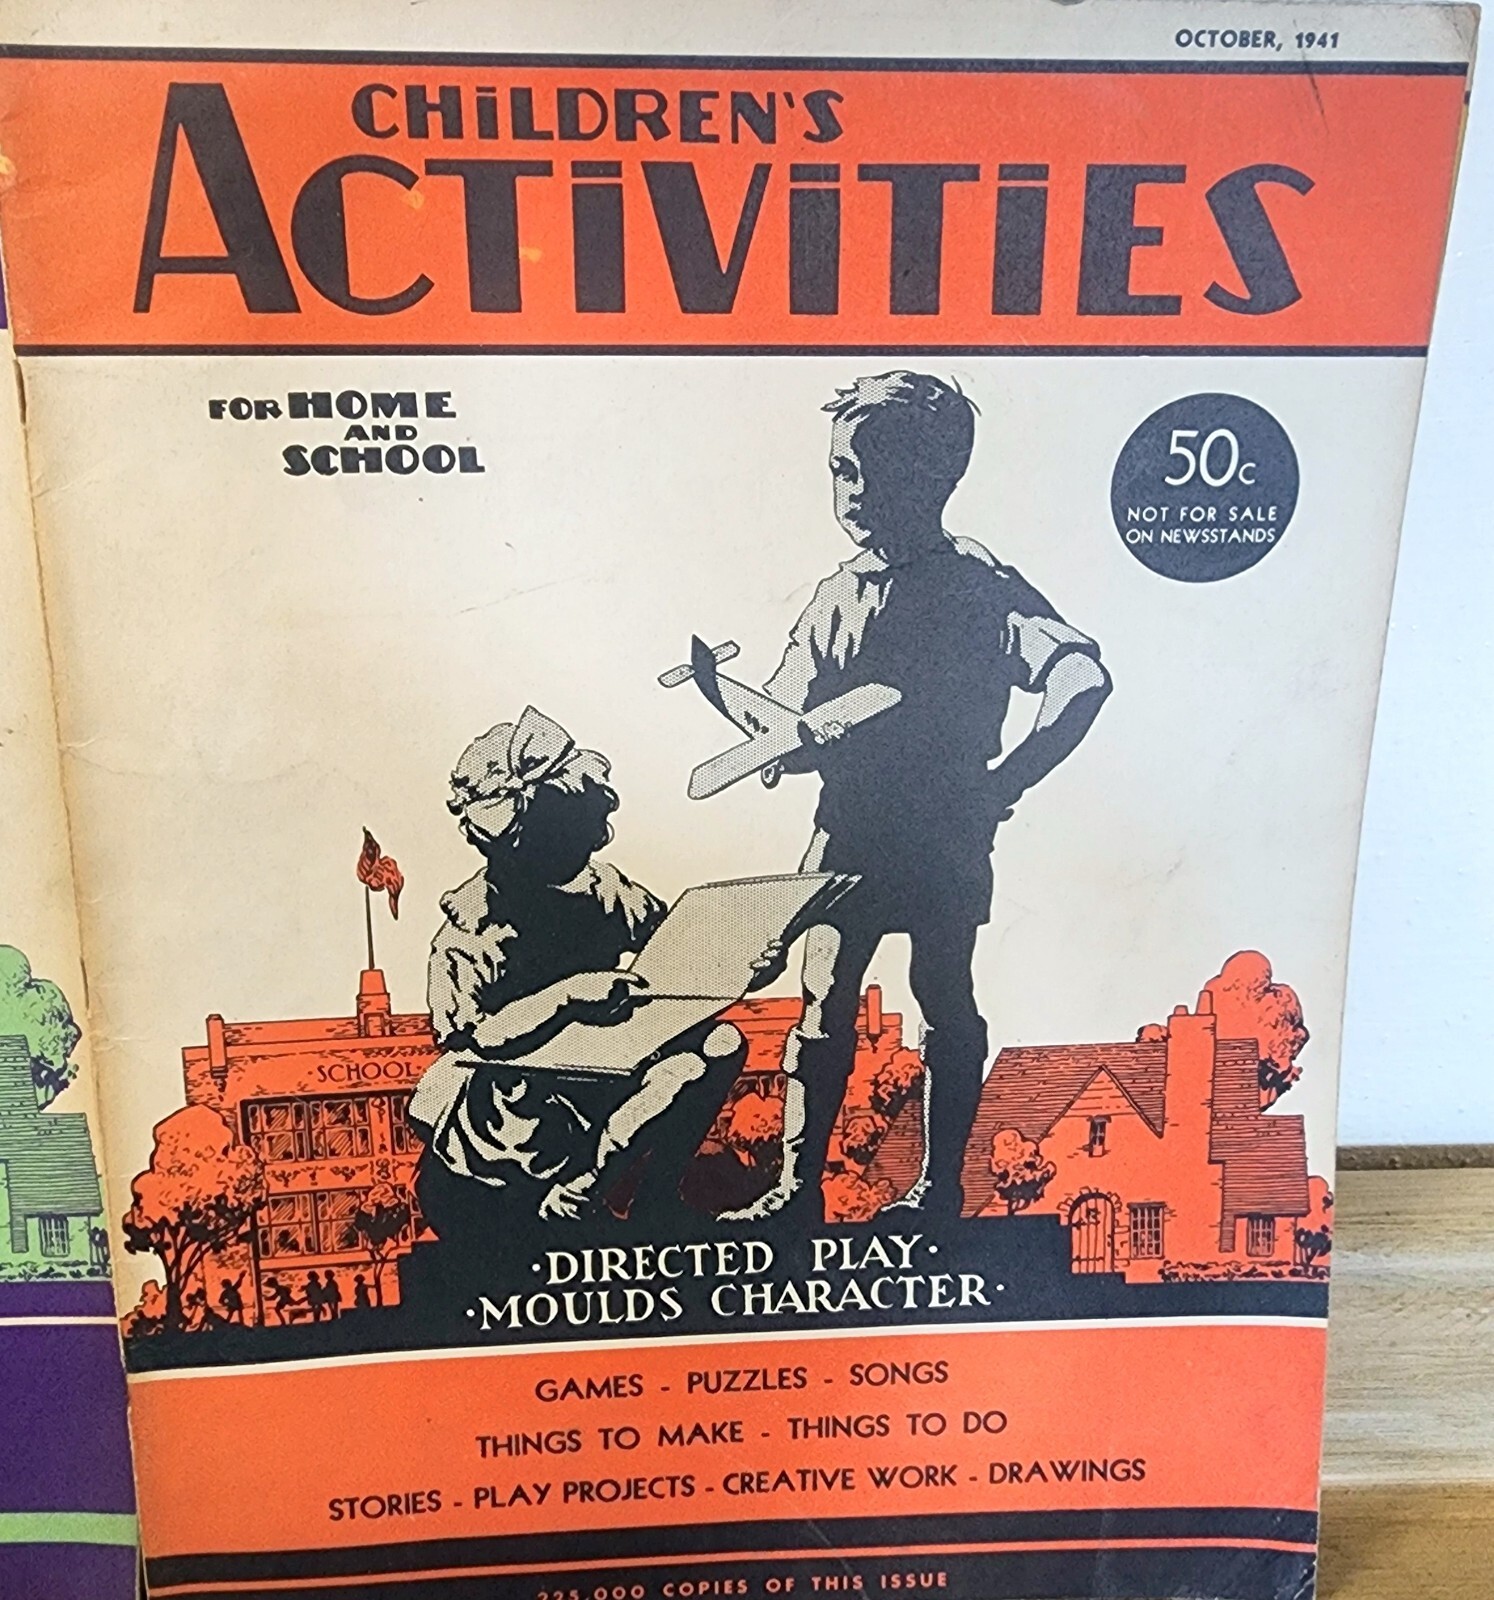 OCTOBER, 1941
CHiLDREN'S
ACTiViTiES
FOR HOME
AND
SCHOOL
50c
NOT FOR SALE
ON NEWSSTANDS
·SCHOOL·
·DIRECTED PLAY·
·MOULDS CHARACTER·
GAMES - PUZZLES - SONGS
THINGS TO MAKE - THINGS TO DO
STORIES - PLAY PROJECTS - CREATIVE WORK - DRAWINGS
225,000 COPIES OF THIS ISSUE